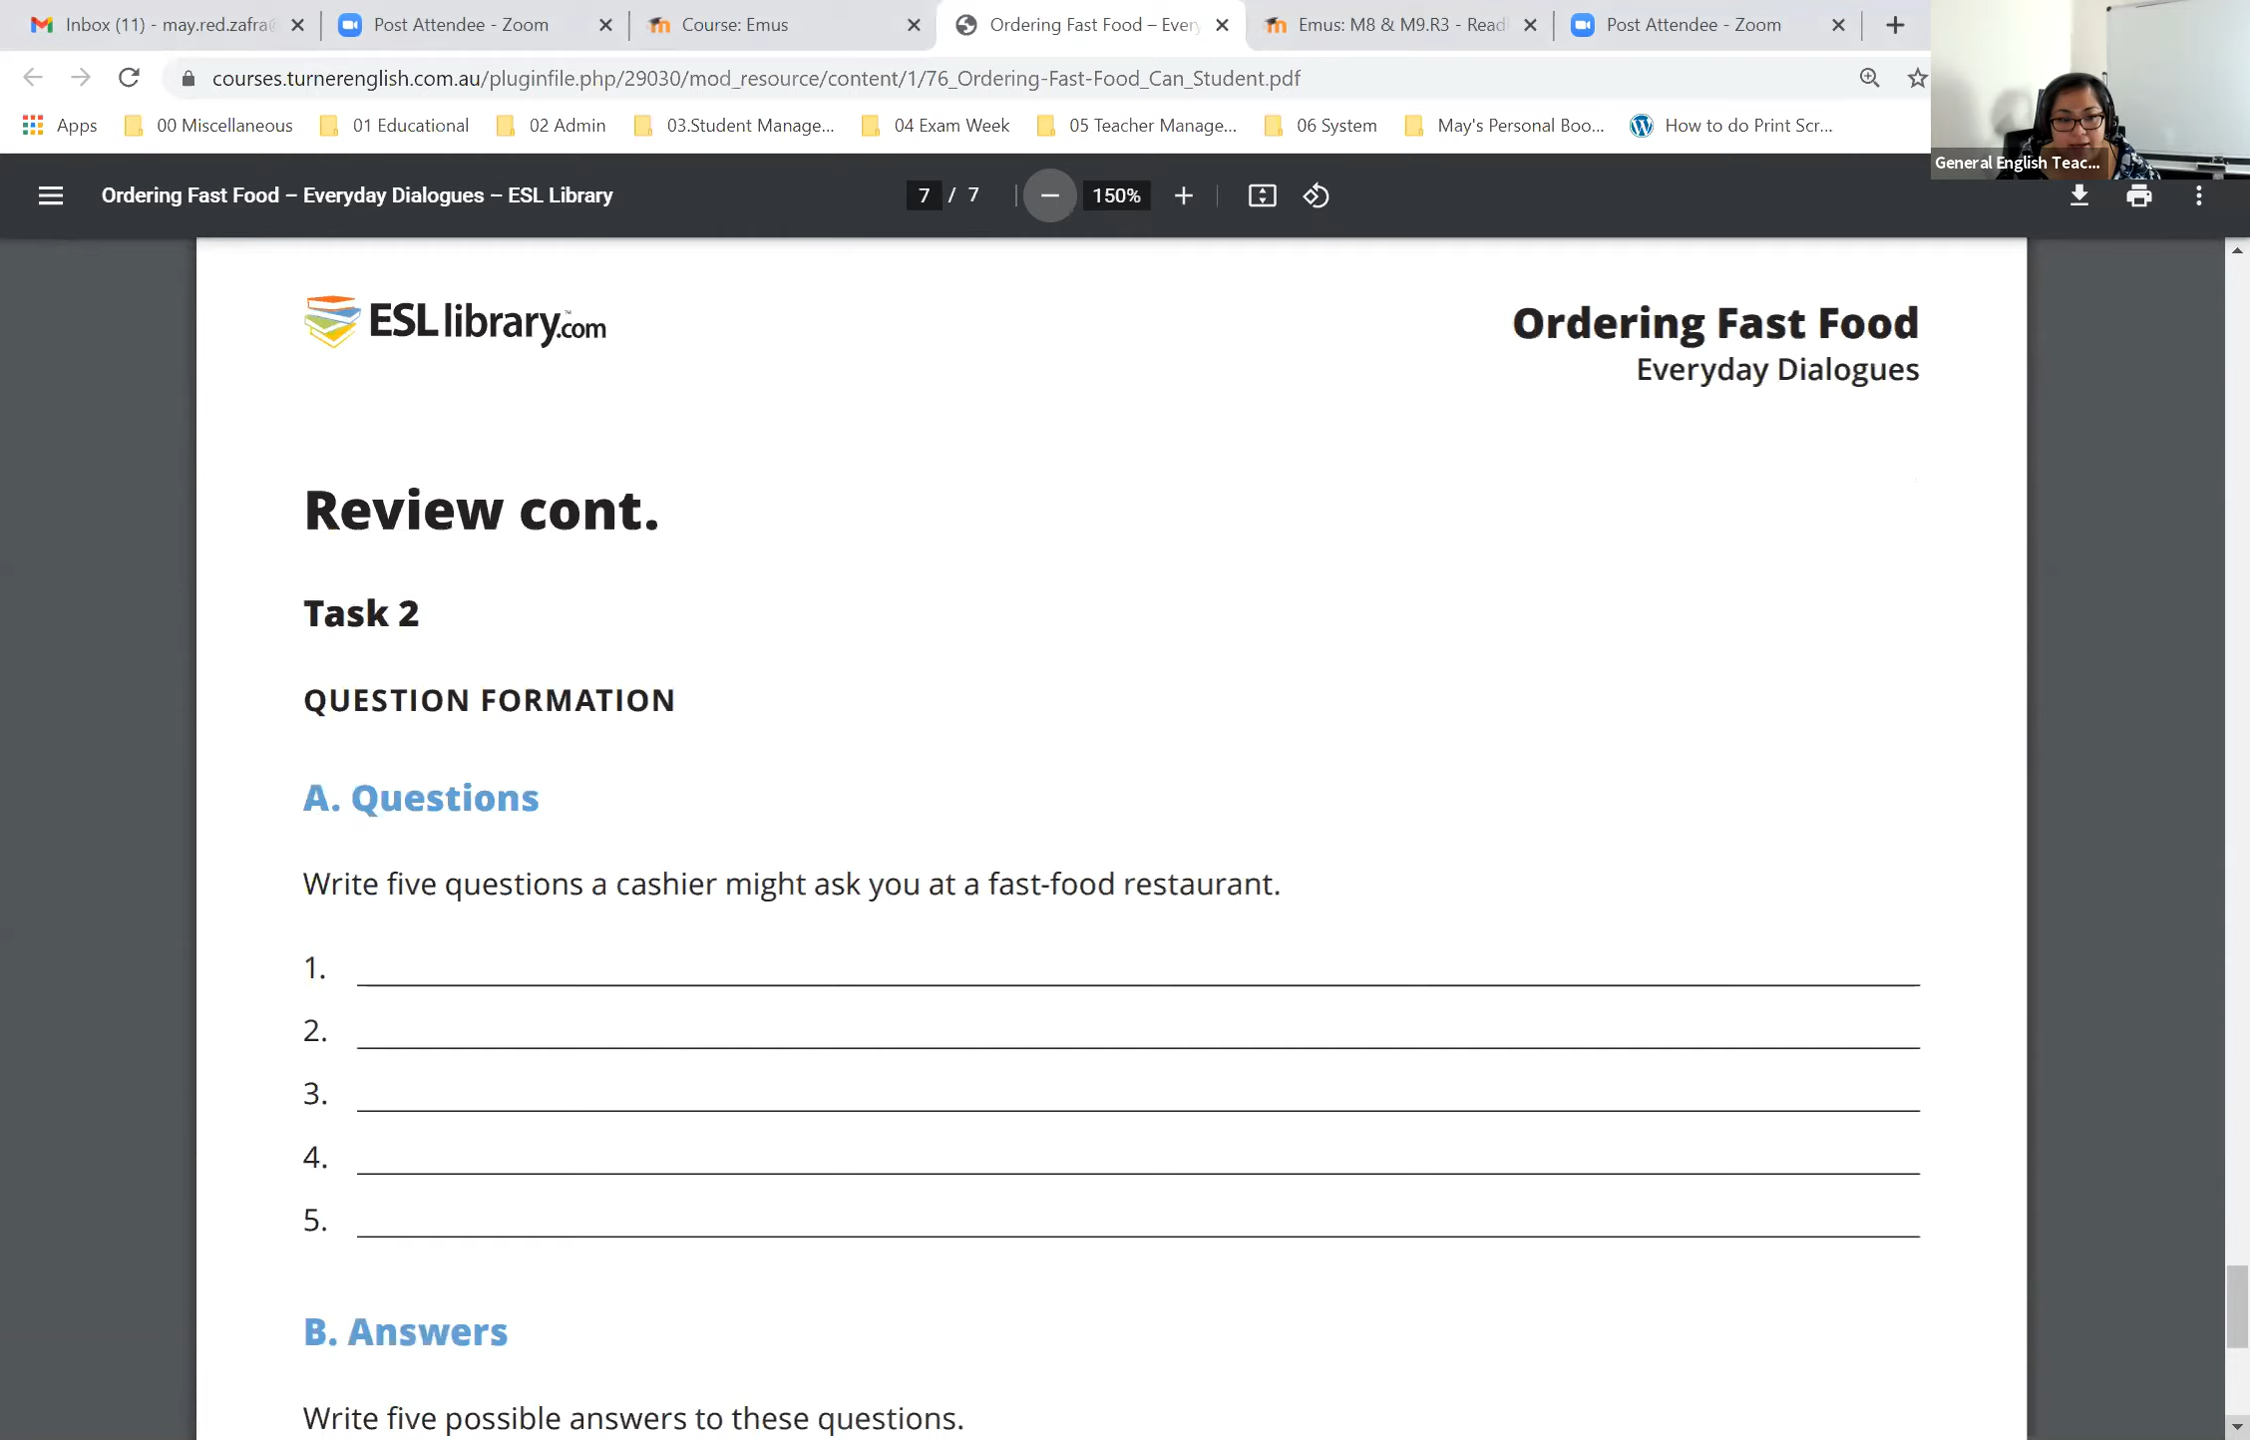 Inbox (11) - may.red.zafra@
Post Attendee - Zoom
Course: Emus
Ordering Fast Food – Every
Emus: M8 & M9.R3 - Readi
Post Attendee - Zoom
courses.turnerenglish.com.au/pluginfile.php/29030/mod_resource/content/1/76_Ordering-Fast-Food_Can_Student.pdf
Apps
00 Miscellaneous
01 Educational
02 Admin
03.Student Manage...
04 Exam Week
05 Teacher Manage...
06 System
May's Personal Boo...
How to do Print Scr...
General English Teac...
Ordering Fast Food – Everyday Dialogues – ESL Library
7 / 7
150%
ESL library.com
Ordering Fast Food
Everyday Dialogues
Review cont.
Task 2
QUESTION FORMATION
A. Questions
Write five questions a cashier might ask you at a fast-food restaurant.
1.
2.
3.
4.
5.
B. Answers
Write five possible answers to these questions.